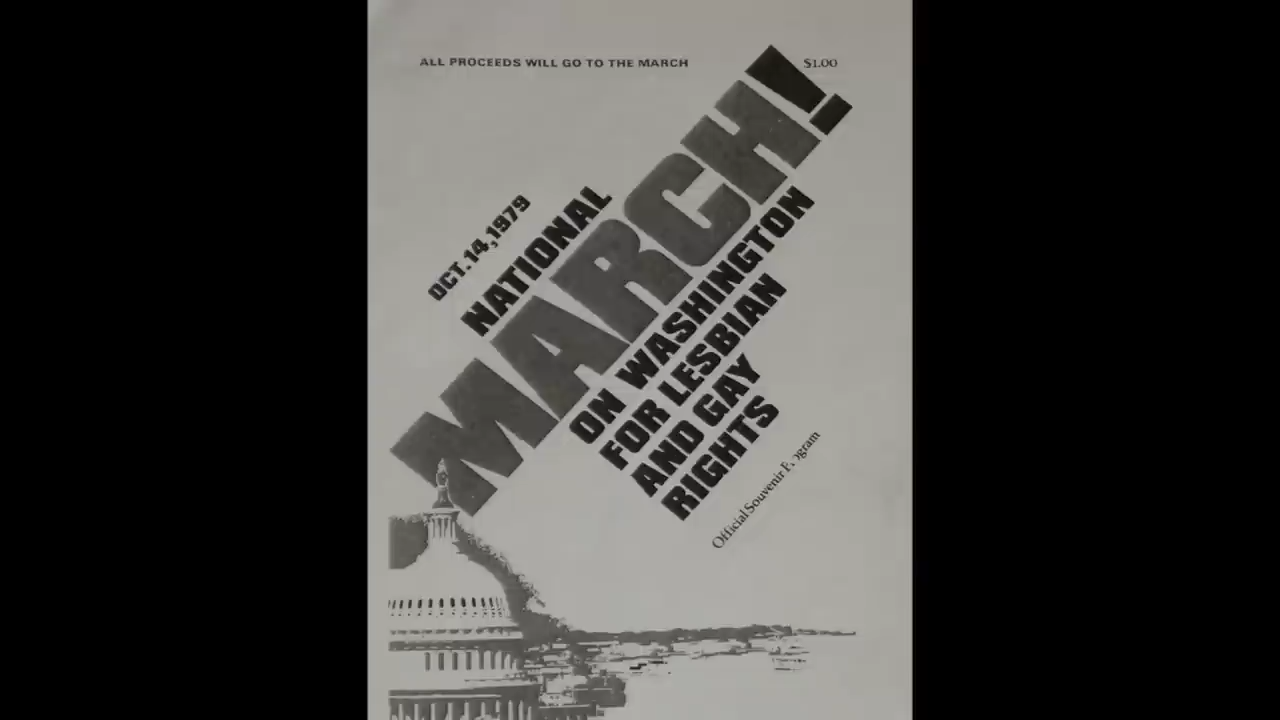 ALL PROCEEDS WILL GO TO THE MARCH
$1.00
OCT.14,1979
NATIONAL
MARCH!
ON WASHINGTON
FOR LESBIAN
AND GAY
RIGHTS
Official Souvenir Program